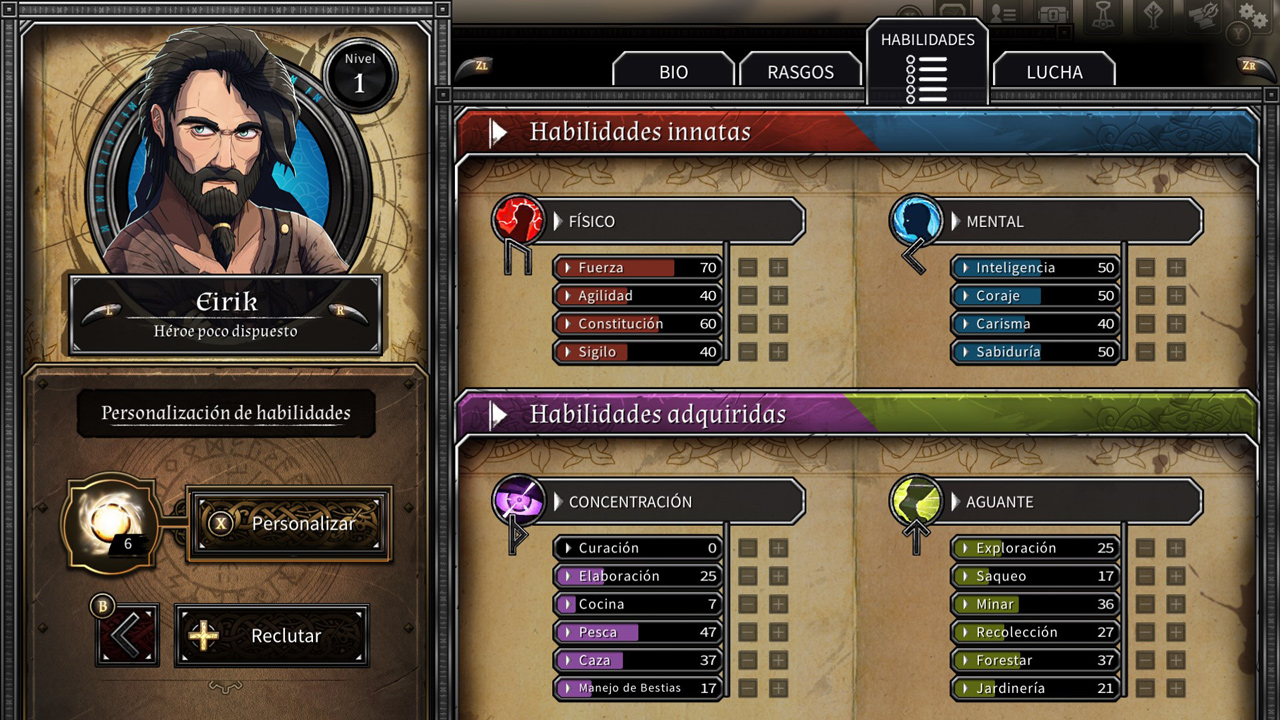 Nivel
1
Eirik
Héroe poco dispuesto
L
R
Personalización de habilidades
6
X
Personalizar
B
Reclutar
ZL
BIO
RASGOS
HABILIDADES
LUCHA
ZR
Y
Habilidades innatas
FÍSICO
Fuerza 70
Agilidad 40
Constitución 60
Sigilo 40
MENTAL
Inteligencia 50
Coraje 50
Carisma 40
Sabiduría 50
Habilidades adquiridas
CONCENTRACIÓN
Curación 0
Elaboración 25
Cocina 7
Pesca 47
Caza 37
Manejo de Bestias 17
AGUANTE
Exploración 25
Saqueo 17
Minar 36
Recolección 27
Forestar 37
Jardinería 21